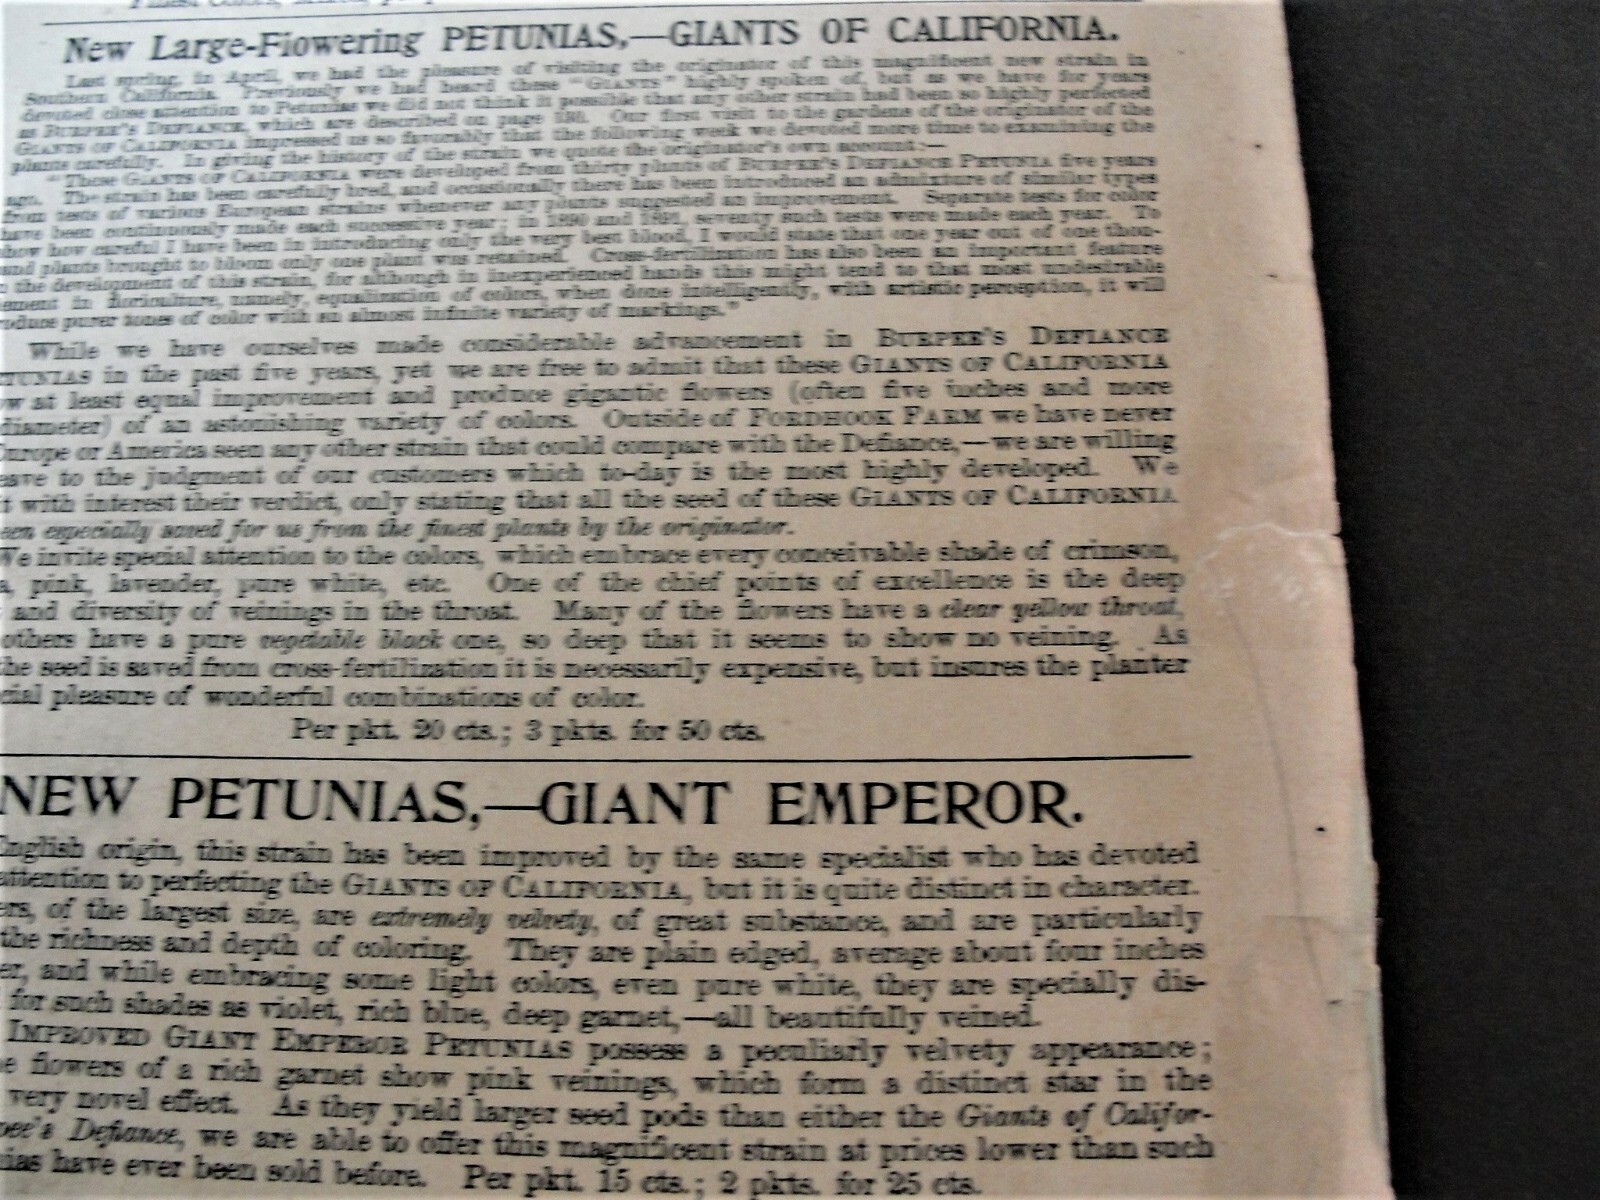 New Large-Flowering PETUNIAS,—GIANTS OF CALIFORNIA.
Last spring, in April, we had the pleasure of visiting the originator of this magnificent new strain in
Southern California. Previously we had heard these "GIANTS" highly spoken of, but as we have for years
devoted close attention to Petunias we did not think it possible that any other strain had been so highly perfected
as BURPEE'S DEFIANCE, which are described on page Our first visit to the gardens of the originator of the
GIANTS OF CALIFORNIA impressed us so favorably that the following week we devoted more time to examining the
plants carefully. In giving the history of the strain we quote the originator's own account:—
"These GIANTS OF CALIFORNIA were developed from thirty plants of BURPEE'S DEFIANCE PETUNIA five years
ago. The strain has been carefully bred, and occasionally there has been introduced an admixture of similar types
from tests of various European strains whenever any plants suggested an improvement. Separate tests for color
have been continuously made each successive year; in 1890 and 1891, seventy such tests were made each year. To
show how careful I have been in introducing only the very best blood, I would state that one year out of one thou-
sand plants brought to bloom only one plant was retained. Cross-fertilization has also been an important feature
n the development of this strain, for although in inexperienced hands this might tend to that most undesirable
ement in floriculture, namely, equalization of colors, when done intelligently, with artistic perception, it will
roduce purer tones of color with an almost infinite variety of markings."
While we have ourselves made considerable advancement in BURPEE'S DEFIANCE
TUNIAS in the past five years, yet we are free to admit that these GIANTS OF CALIFORNIA
ow at least equal improvement and produce gigantic flowers (often five inches and more
diameter) of an astonishing variety of colors. Outside of FORDHOOK FARM we have never
Europe or America seen any other strain that could compare with the Defiance,—we are willing
eave to the judgment of our customers which to-day is the most highly developed. We
t with interest their verdict, only stating that all the seed of these GIANTS OF CALIFORNIA
een especially saved for us from the finest plants by the originator.
We invite special attention to the colors, which embrace every conceivable shade of crimson,
a, pink, lavender, pure white, etc. One of the chief points of excellence is the deep
and diversity of veinings in the throat. Many of the flowers have a clear yellow throat,
others have a pure vegetable black one, so deep that it seems to show no veining. As
the seed is saved from cross-fertilization it is necessarily expensive, but insures the planter
cial pleasure of wonderful combinations of color.
Per pkt. 20 cts.; 3 pkts. for 50 cts.
NEW PETUNIAS,—GIANT EMPEROR.
English origin, this strain has been improved by the same specialist who has devoted
attention to perfecting the GIANTS OF CALIFORNIA, but it is quite distinct in character.
ers, of the largest size, are extremely velvety, of great substance, and are particularly
the richness and depth of coloring. They are plain edged, average about four inches
er, and while embracing some light colors, even pure white, they are specially dis-
for such shades as violet, rich blue, deep garnet,—all beautifully veined.
IMPROVED GIANT EMPEROR PETUNIAS possess a peculiarly velvety appearance;
e flowers of a rich garnet show pink veinings, which form a distinct star in the
very novel effect. As they yield larger seed pods than either the Giants of Califor-
pee's Defiance, we are able to offer this magnificent strain at prices lower than such
nias have ever been sold before. Per pkt. 15 cts.; 2 pkts. for 25 cts.